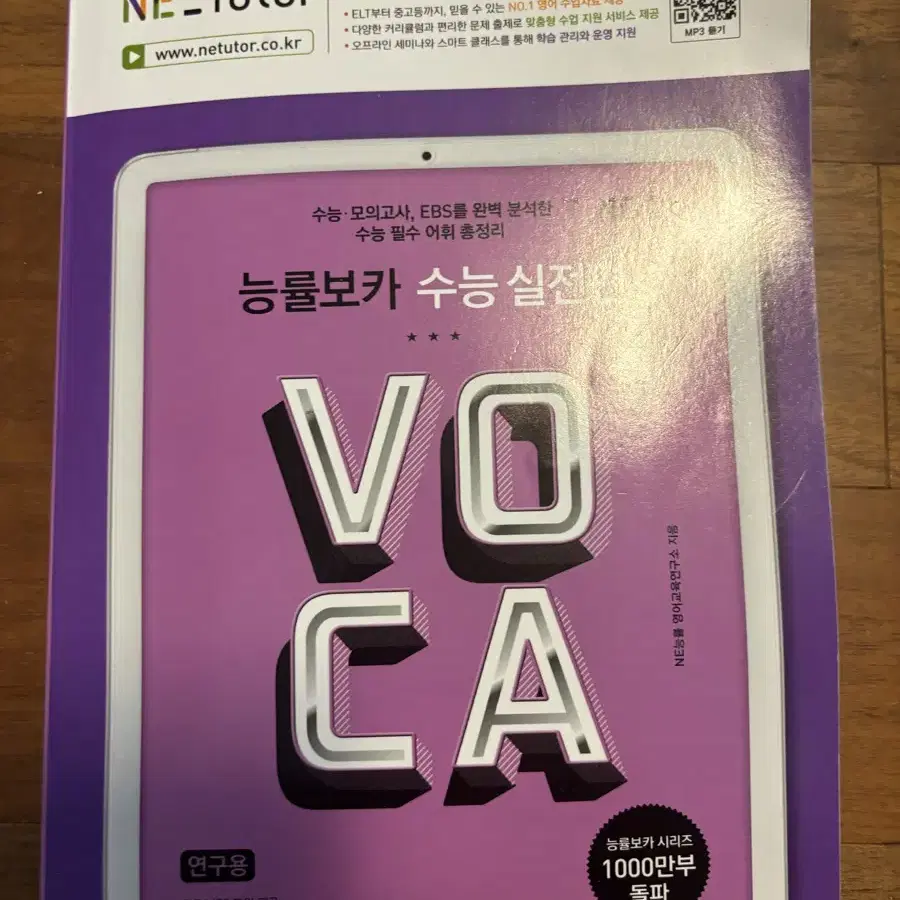 NE Tutor
www.netutor.co.kr
• ELT부터 중고등까지, 믿을 수 있는 NO.1 영어 수업자료 제공
• 다양한 커리큘럼과 편리한 문제 출제로 맞춤형 수업 지원 서비스 제공
• 오프라인 세미나와 스마트 클래스를 통해 학습 관리와 운영 지원
MP3 듣기
수능·모의고사, EBS를 완벽 분석한
수능 필수 어휘 총정리
능률보카 수능 실전
VO
CA
NE능률 영어교육연구소 지음
연구용
능률보카 시리즈
1000만부
돌파